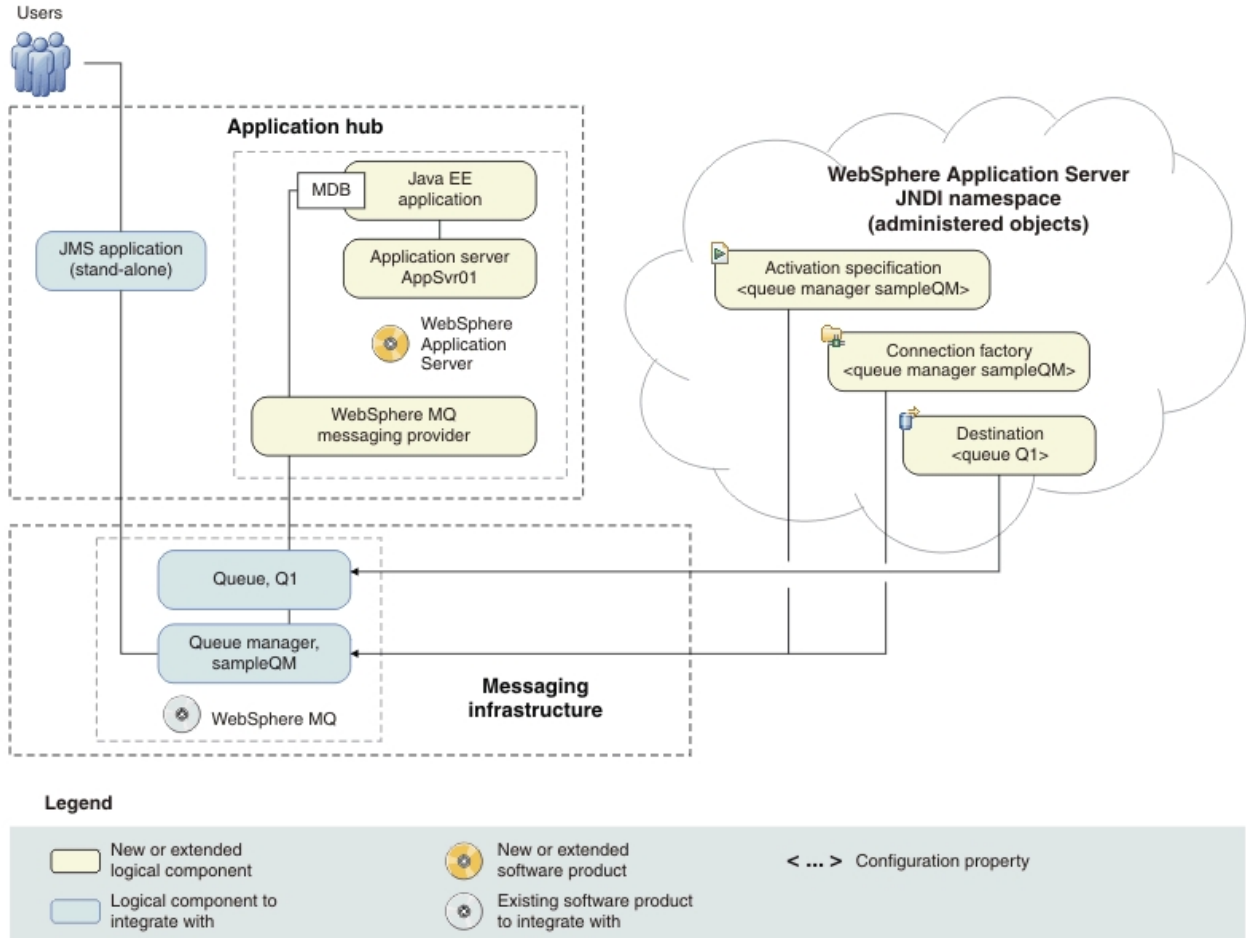 Users
Application hub
MDB
Java EE
application
JMS application
(stand-alone)
Application server
AppSvr01
WebSphere
Application
Server
WebSphere MQ
messaging provider
WebSphere Application Server
JNDI namespace
(administered objects)
Activation specification
<queue manager sampleQM>
Connection factory
<queue manager sampleQM>
Destination
<queue Q1>
Queue, Q1
Queue manager,
sampleQM
WebSphere MQ
Messaging
infrastructure
Legend
New or extended
logical component
New or extended
software product
< ... > Configuration property
Logical component to
integrate with
Existing software product
to integrate with